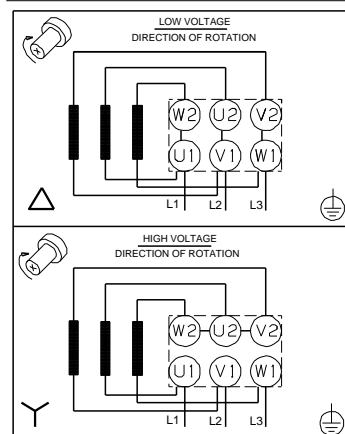 LOW VOLTAGE
DIRECTION OF ROTATION
W2 U2 V2
U1 V1 W1
L1 L2 L3
HIGH VOLTAGE
DIRECTION OF ROTATION
W2 U2 V2
U1 V1 W1
L1 L2 L3